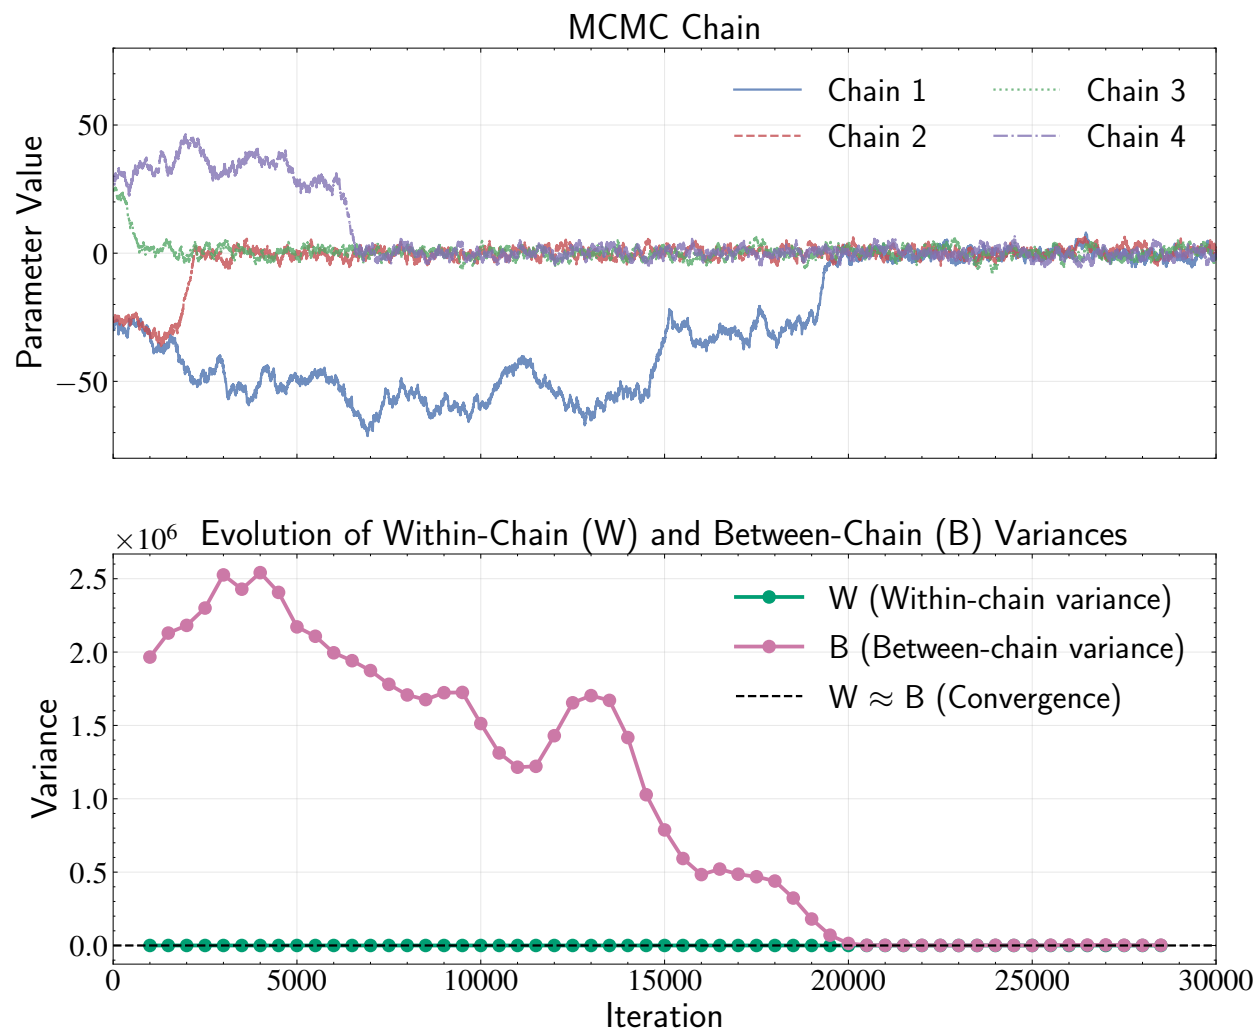 MCMC Chain
Parameter Value
50
0
−50
Chain 1
Chain 2
Chain 3
Chain 4
×10⁶ Evolution of Within-Chain (W) and Between-Chain (B) Variances
Variance
2.5
2.0
1.5
1.0
0.5
0.0
W (Within-chain variance)
B (Between-chain variance)
W ≈ B (Convergence)
0 5000 10000 15000 20000 25000 30000
Iteration